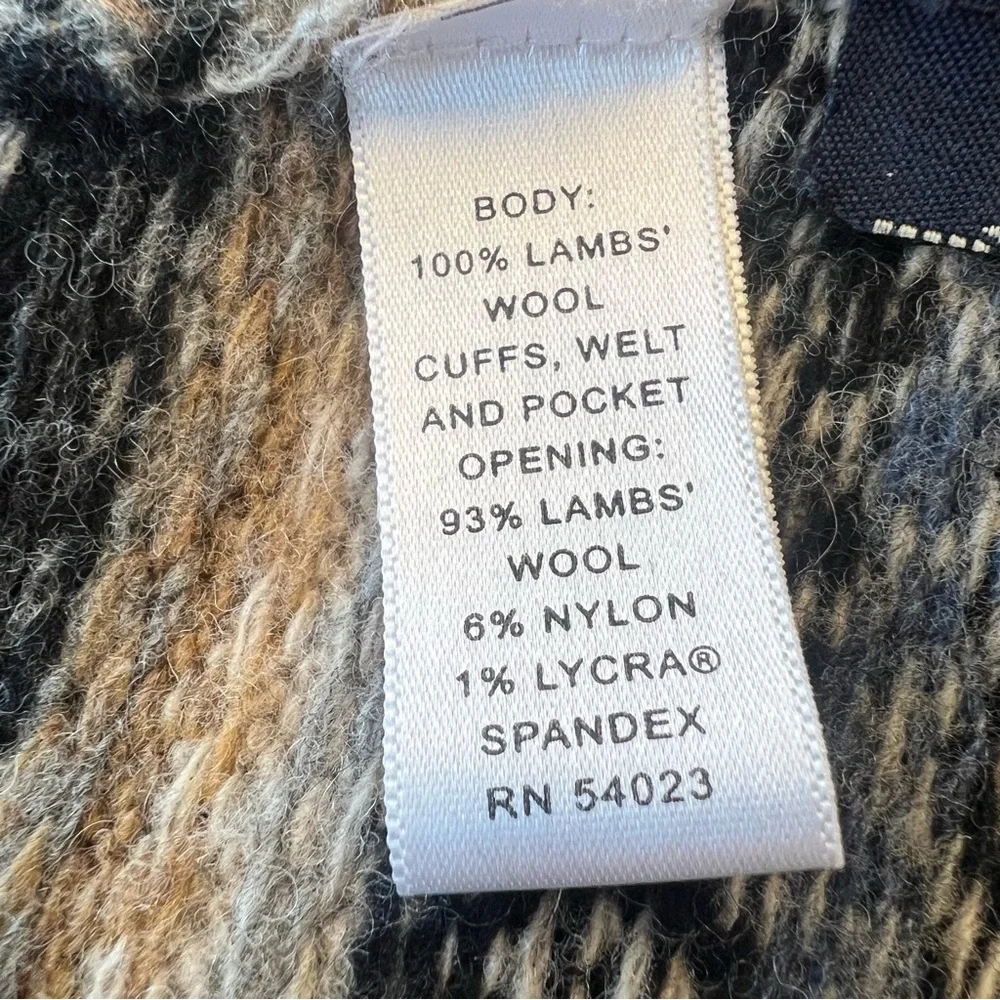 BODY:
100% LAMBS'
WOOL
CUFFS, WELT
AND POCKET
OPENING:
93% LAMBS'
WOOL
6% NYLON
1% LYCRA®
SPANDEX
RN 54023